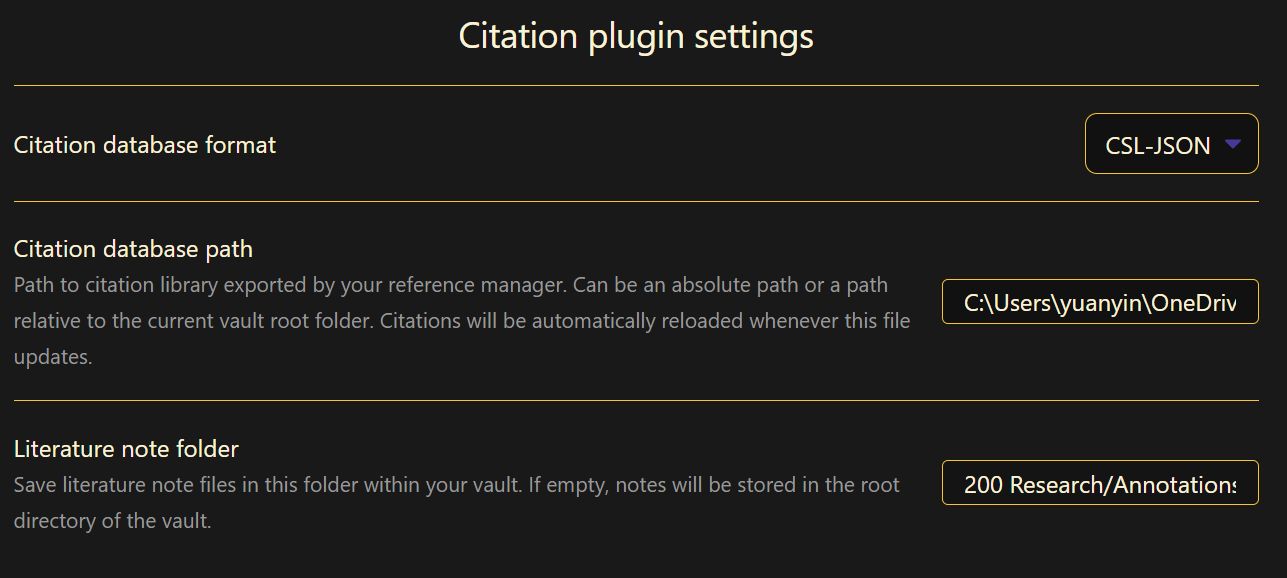 Citation plugin settings
Citation database format
CSL-JSON
Citation database path
Path to citation library exported by your reference manager. Can be an absolute path or a path
relative to the current vault root folder. Citations will be automatically reloaded whenever this file
updates.
C:\Users\yuanyin\OneDriv
Literature note folder
Save literature note files in this folder within your vault. If empty, notes will be stored in the root
directory of the vault.
200 Research/Annotations